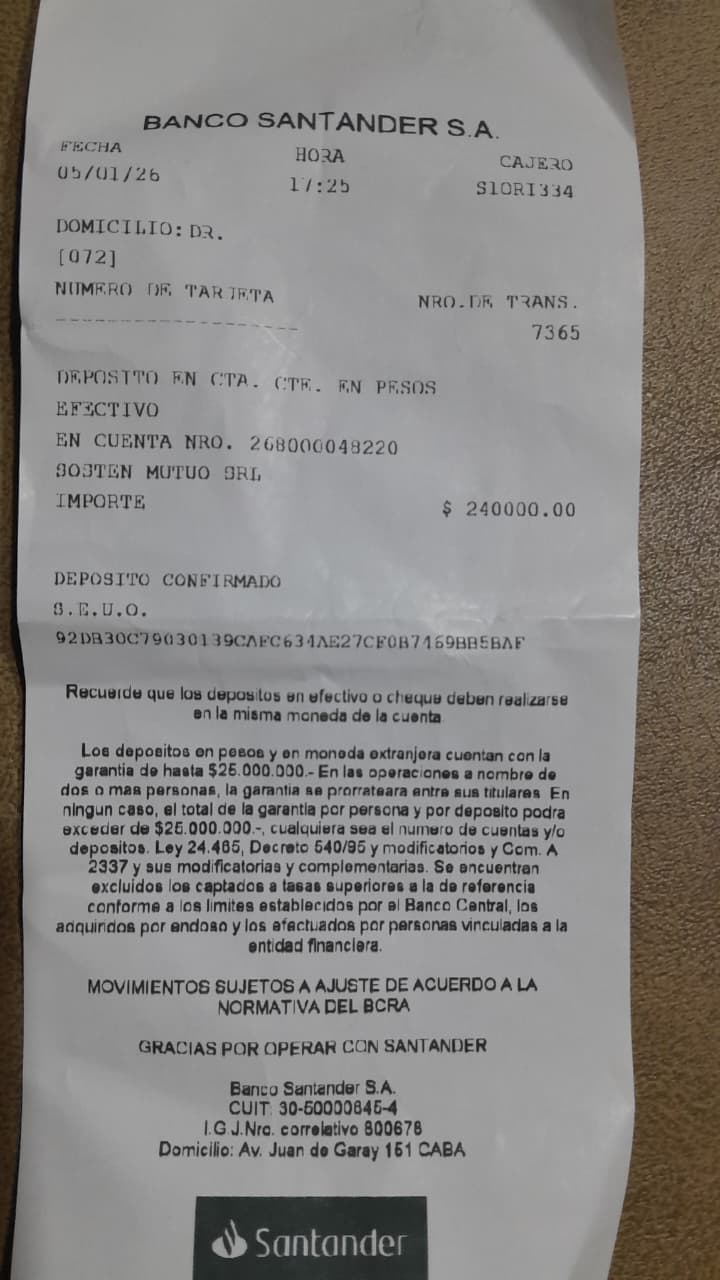 BANCO SANTANDER S.A.
FECHA HORA CAJERO
05/01/26 17:25 S1ORI334
DOMICILIO: DR.
[072]
NUMERO DE TARJETA NRO.DE TRANS.
--------------------- 7365
DEPOSITO EN CTA. CTE. EN PESOS
EFECTIVO
EN CUENTA NRO. 268000048220
SOSTEN MUTUO SRL
IMPORTE $ 240000.00
DEPOSITO CONFIRMADO
S.E.U.O.
92DB30C79030139CAFC634AE27CF0B7469BB5BAF
Recuerde que los depositos en efectivo o cheque deben realizarse
en la misma moneda de la cuenta.
Los depositos en pesos y en moneda extranjera cuentan con la
garantia de hasta $25.000.000.- En las operaciones a nombre de
dos o mas personas, la garantia se prorrateara entre sus titulares. En
ningun caso, el total de la garantia por persona y por deposito podra
exceder de $25.000.000.-, cualquiera sea el numero de cuentas y/o
depositos. Ley 24.485, Decreto 540/95 y modificatorios y Com. A
2337 y sus modificatorias y complementarias. Se encuentran
excluidos los captados a tasas superiores a la de referencia
conforme a los limites establecidos por el Banco Central, los
adquiridos por endoso y los efectuados por personas vinculadas a la
entidad financiera.
MOVIMIENTOS SUJETOS A AJUSTE DE ACUERDO A LA
NORMATIVA DEL BCRA
GRACIAS POR OPERAR CON SANTANDER
Banco Santander S.A.
CUIT: 30-50000845-4
I.G.J.Nro. correlativo 800678
Domicilio: Av. Juan de Garay 151 CABA
Santander